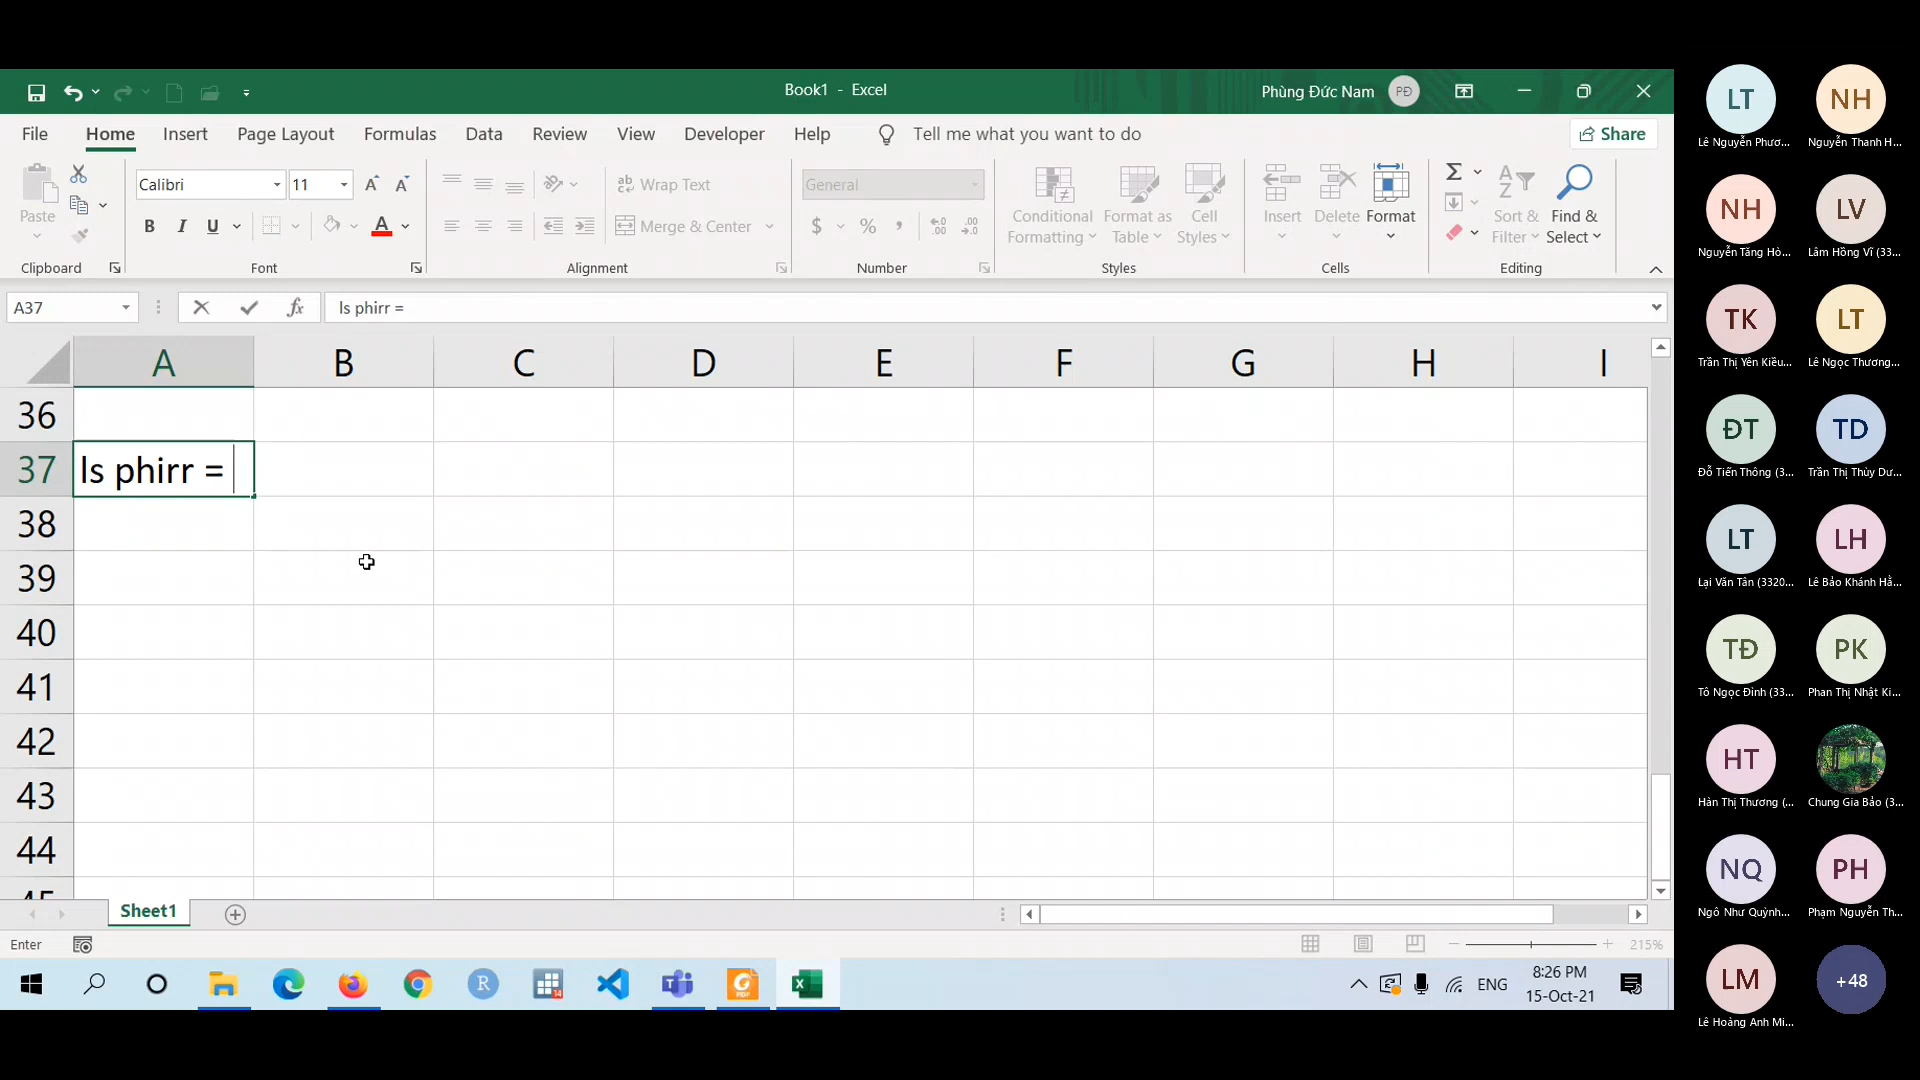 Book1 - Excel
Phùng Đức Nam
PĐ
File Home Insert Page Layout Formulas Data Review View Developer Help Tell me what you want to do Share
Paste
Calibri 11
B I U A
Wrap Text
Merge & Center
General
$ % ,
Conditional Formatting
Format as Table
Cell Styles
Insert Delete Format
Sort & Filter
Find & Select
Clipboard Font Alignment Number Styles Cells Editing
A37 fx ls phirr =
A B C D E F G H I
36
37 ls phirr =
38
39
40
41
42
43
44
45
Sheet1
Enter 215%
ENG
8:26 PM
15-Oct-21
LT NH
Lê Nguyễn Phươ... Nguyễn Thanh H...
NH LV
Nguyễn Tăng Hò... Lâm Hồng Vĩ (33...
TK LT
Trần Thị Yên Kiều... Lê Ngọc Thương...
ĐT TD
Đỗ Tiến Thông (3... Trần Thị Thùy Dư...
LT LH
Lại Văn Tân (3320... Lê Bảo Khánh Hằ...
TĐ PK
Tô Ngọc Đình (33... Phan Thị Nhật Ki...
HT
Hàn Thị Thương (... Chung Gia Bảo (3...
NQ PH
Ngô Như Quỳnh... Phạm Nguyễn Th...
LM +48
Lê Hoàng Anh Mi...